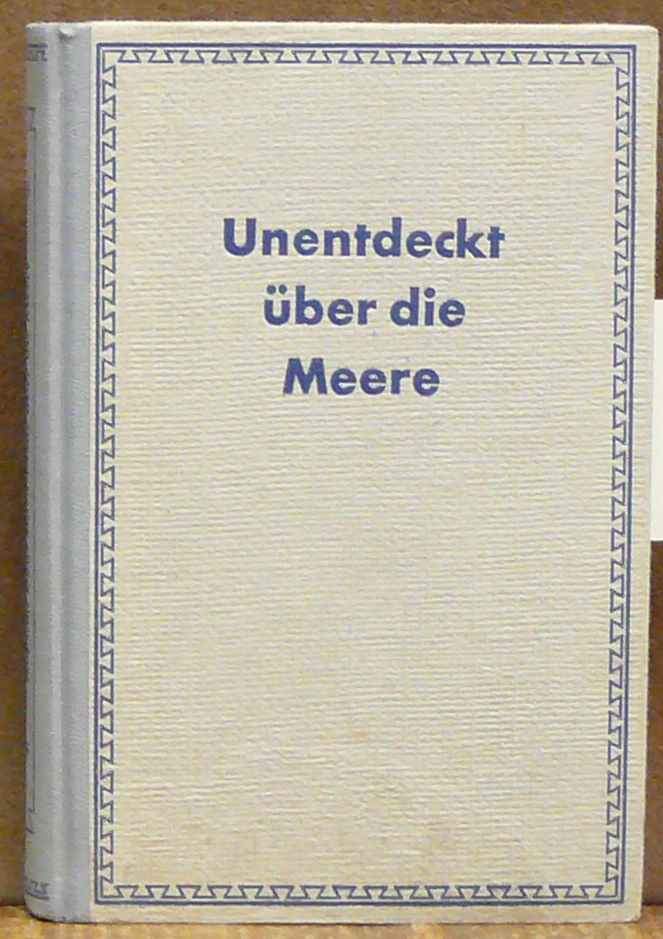 Unentdeckt
über die
Meere